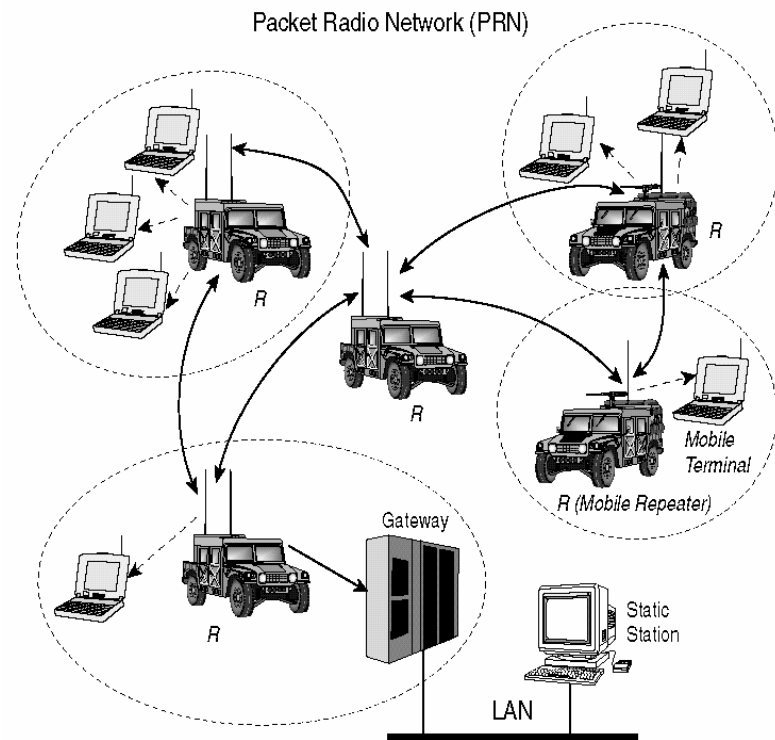 Packet Radio Network (PRN)
R
R
R
Mobile
Terminal
R (Mobile Repeater)
Gateway
R
Static
Station
LAN